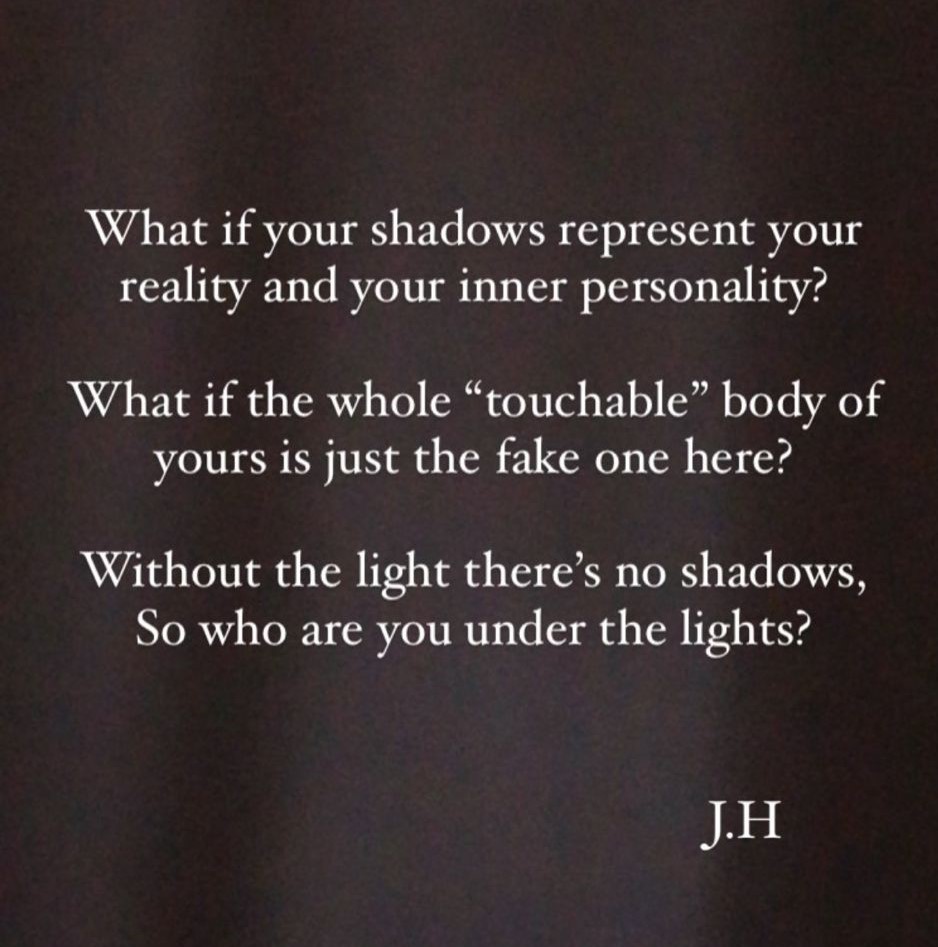 What if your shadows represent your
reality and your inner personality?
What if the whole “touchable” body of
yours is just the fake one here?
Without the light there’s no shadows,
So who are you under the lights?
J.H